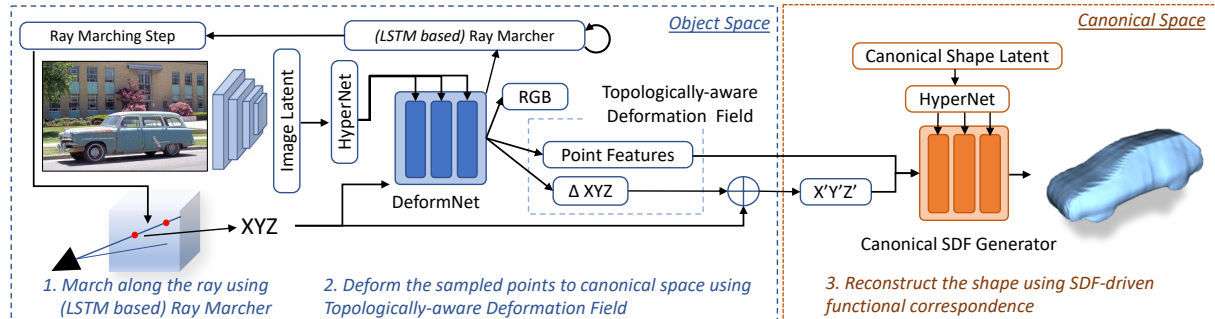 Object Space
Canonical Space
Ray Marching Step
(LSTM based) Ray Marcher
Image Latent
HyperNet
DeformNet
RGB
Topologically-aware
Deformation Field
Point Features
Δ XYZ
XYZ
X'Y'Z'
Canonical Shape Latent
HyperNet
Canonical SDF Generator
1. March along the ray using
(LSTM based) Ray Marcher
2. Deform the sampled points to canonical space using
Topologically-aware Deformation Field
3. Reconstruct the shape using SDF-driven
functional correspondence